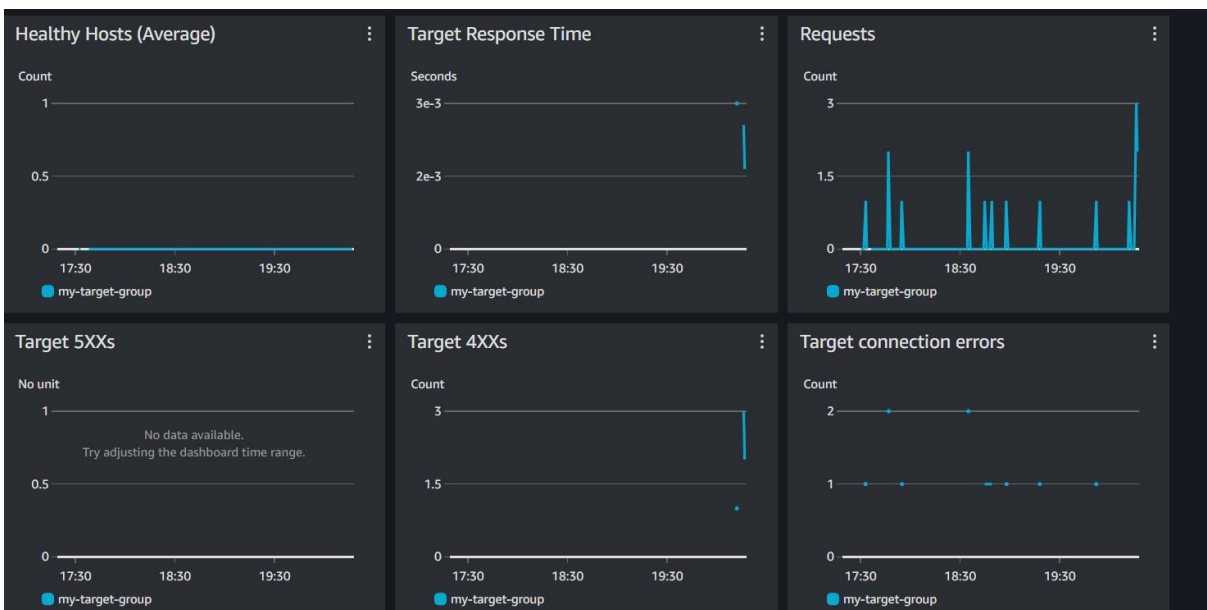 Healthy Hosts (Average)
Count
1
0.5
0
17:30 18:30 19:30
my-target-group
Target Response Time
Seconds
3e-3
2e-3
0
17:30 18:30 19:30
my-target-group
Requests
Count
3
1.5
0
17:30 18:30 19:30
my-target-group
Target 5XXs
No unit
1
No data available.
Try adjusting the dashboard time range.
0.5
0
17:30 18:30 19:30
my-target-group
Target 4XXs
Count
3
1.5
0
17:30 18:30 19:30
my-target-group
Target connection errors
Count
2
1
0
17:30 18:30 19:30
my-target-group